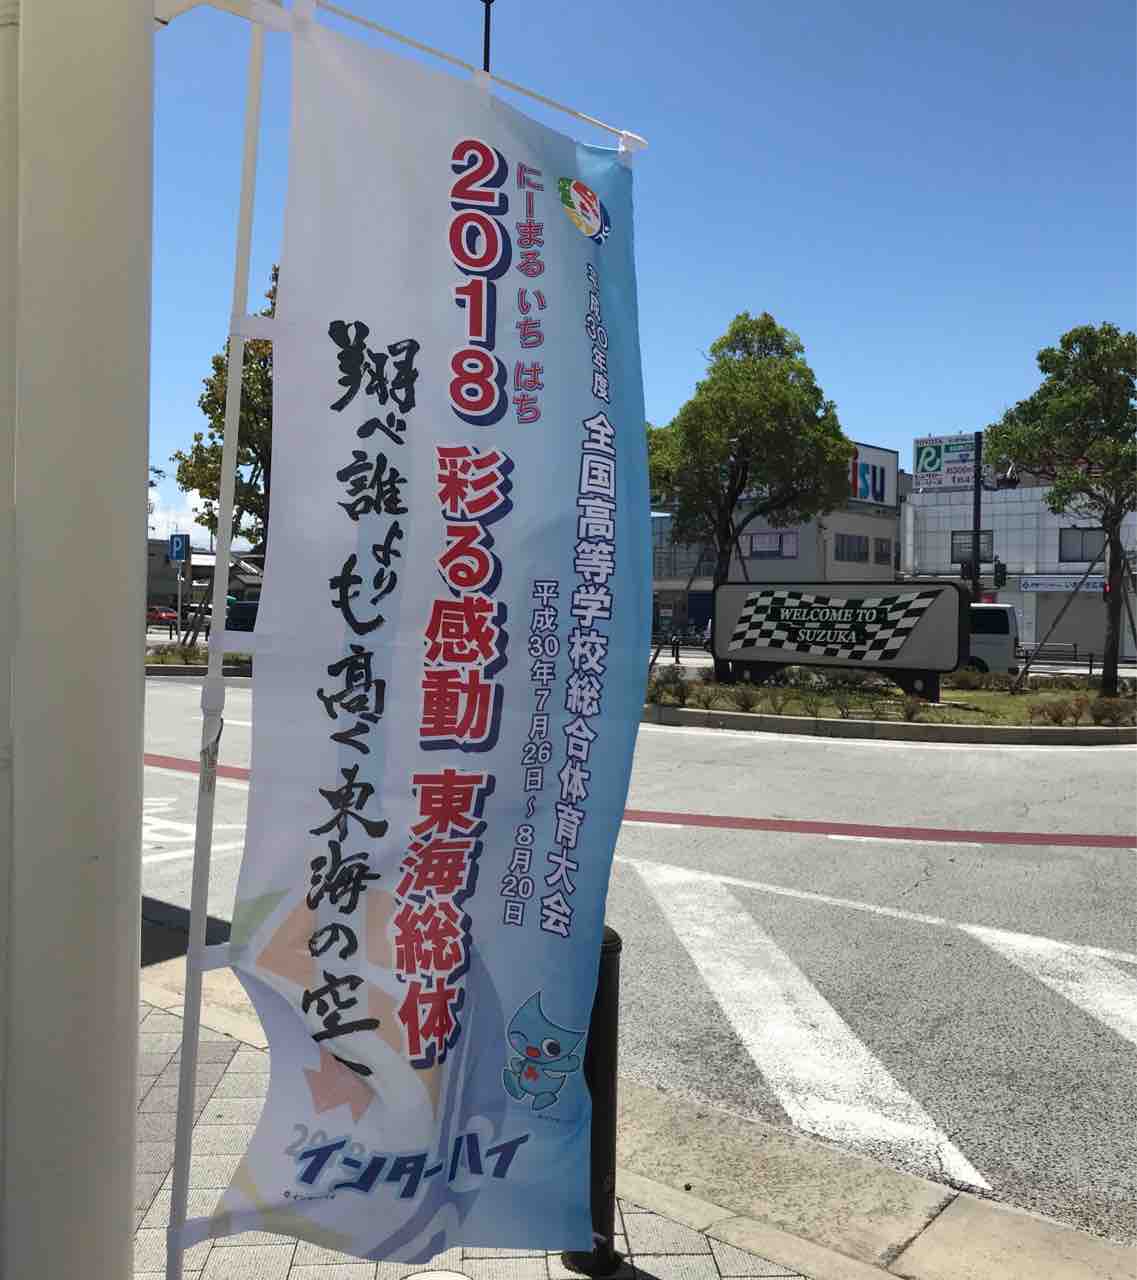 平成30年度 全国高等学校総合体育大会
平成30年7月26日～8月20日
にーまる いち はち
2018 彩る感動 東海総体
翔べ誰よりも高く東海の空へ
インターハイ
WELCOME TO
SUZUKA
isu
TOYOTA
R
P